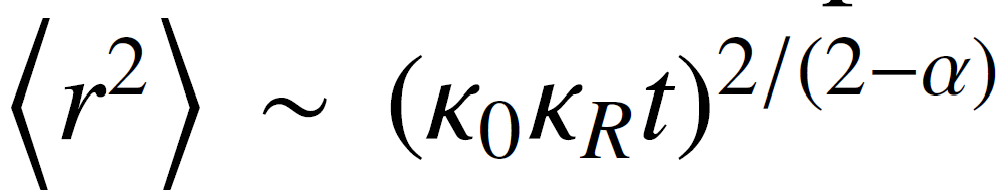 ⟨r²⟩ ~ (κ₀κ_R t)^{2/(2−α)}